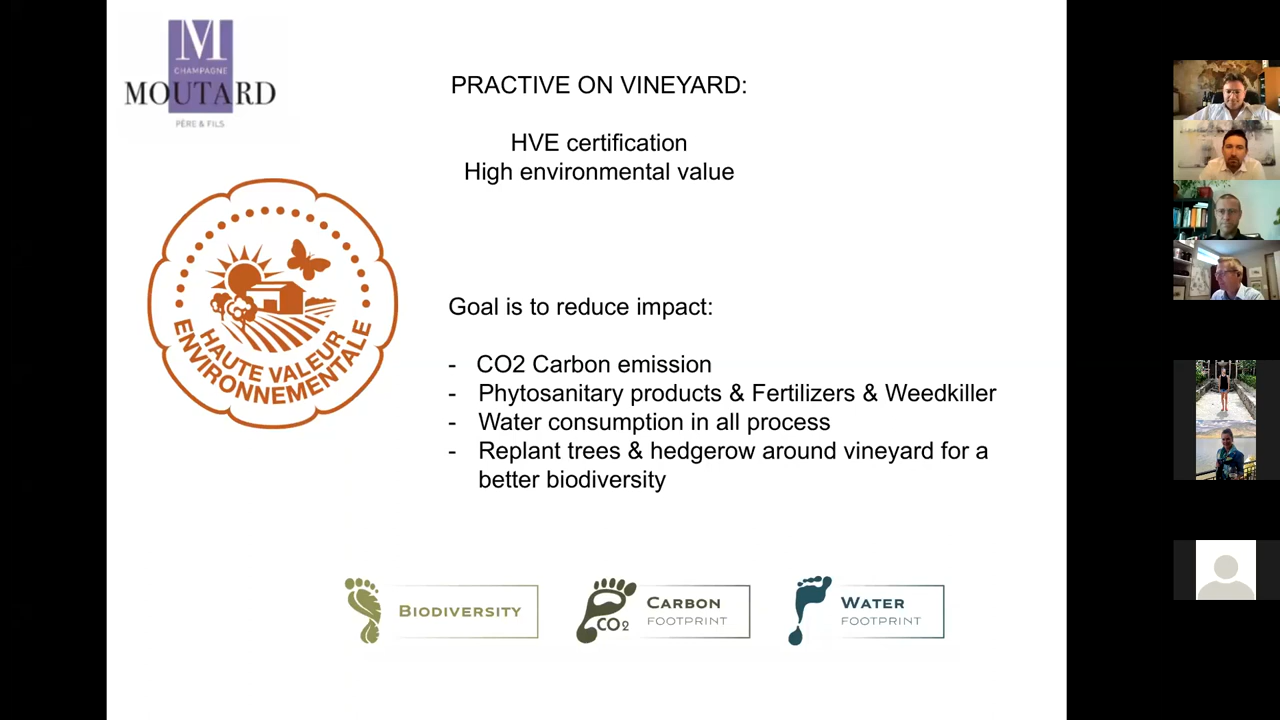 M
CHAMPAGNE
MOUTARD
PÈRE & FILS
PRACTIVE ON VINEYARD:
HVE certification
High environmental value
HAUTE VALEUR
ENVIRONNEMENTALE
Goal is to reduce impact:
- CO2 Carbon emission
- Phytosanitary products & Fertilizers & Weedkiller
- Water consumption in all process
- Replant trees & hedgerow around vineyard for a
better biodiversity
BIODIVERSITY
CO2
CARBON
FOOTPRINT
WATER
FOOTPRINT